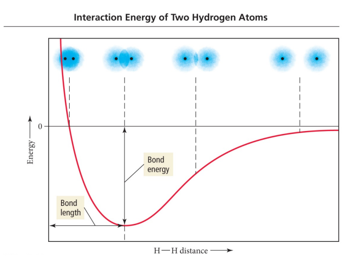 Interaction Energy of Two Hydrogen Atoms
0
Energy
Bond
energy
Bond
length
H—H distance